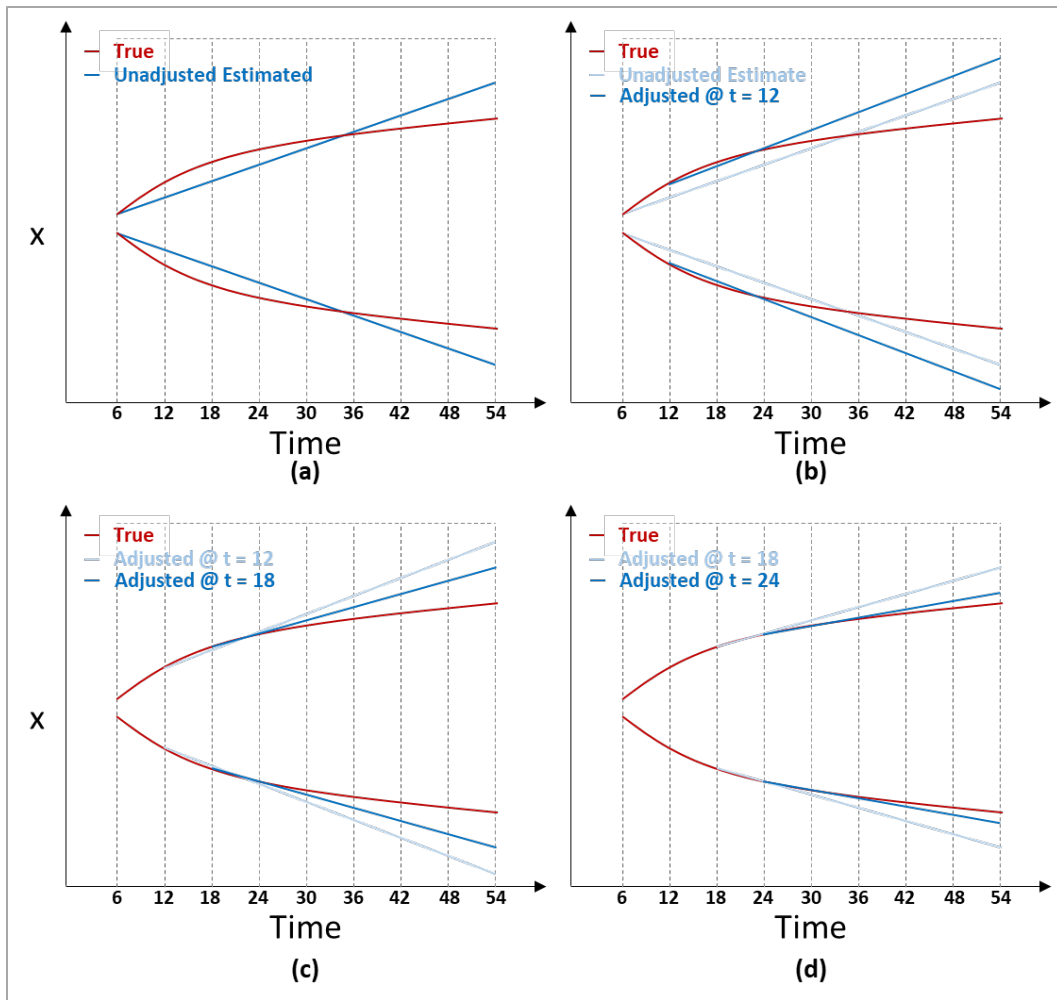 True
Unadjusted Estimated
X
6 12 18 24 30 36 42 48 54
Time
(a)
True
Unadjusted Estimate
Adjusted @ t = 12
6 12 18 24 30 36 42 48 54
Time
(b)
True
Adjusted @ t = 12
Adjusted @ t = 18
X
6 12 18 24 30 36 42 48 54
Time
(c)
True
Adjusted @ t = 18
Adjusted @ t = 24
6 12 18 24 30 36 42 48 54
Time
(d)